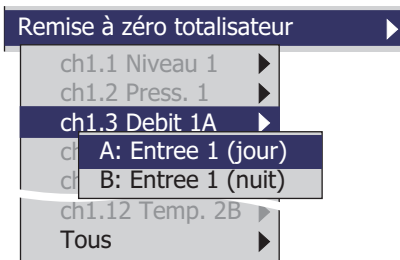 Remise à zéro totalisateur
ch1.1 Niveau 1
ch1.2 Press. 1
ch1.3 Debit 1A
A: Entree 1 (jour)
B: Entree 1 (nuit)
ch1.12 Temp. 2B
Tous